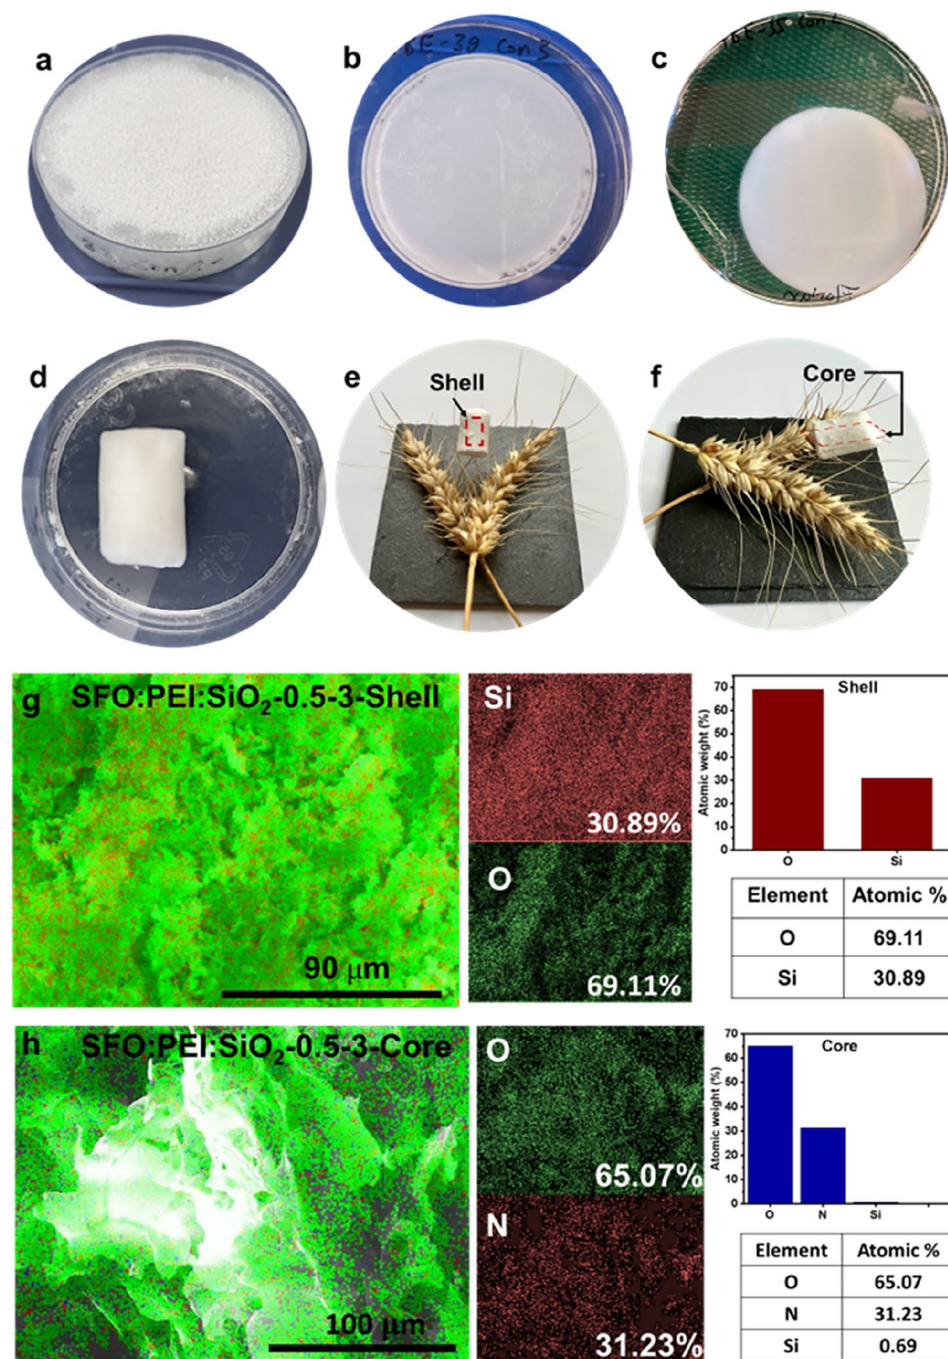 a
b
c
d
e
f
Shell
Core
g SFO:PEI:SiO₂-0.5-3-Shell
90 μm
Si
30.89%
O
69.11%
Shell
Atomic weight (%)
70
60
50
40
30
20
10
0
O Si
Element Atomic %
O 69.11
Si 30.89
h SFO:PEI:SiO₂-0.5-3-Core
100 μm
O
65.07%
N
31.23%
Core
Atomic weight (%)
70
60
50
40
30
20
10
0
O N Si
Element Atomic %
O 65.07
N 31.23
Si 0.69